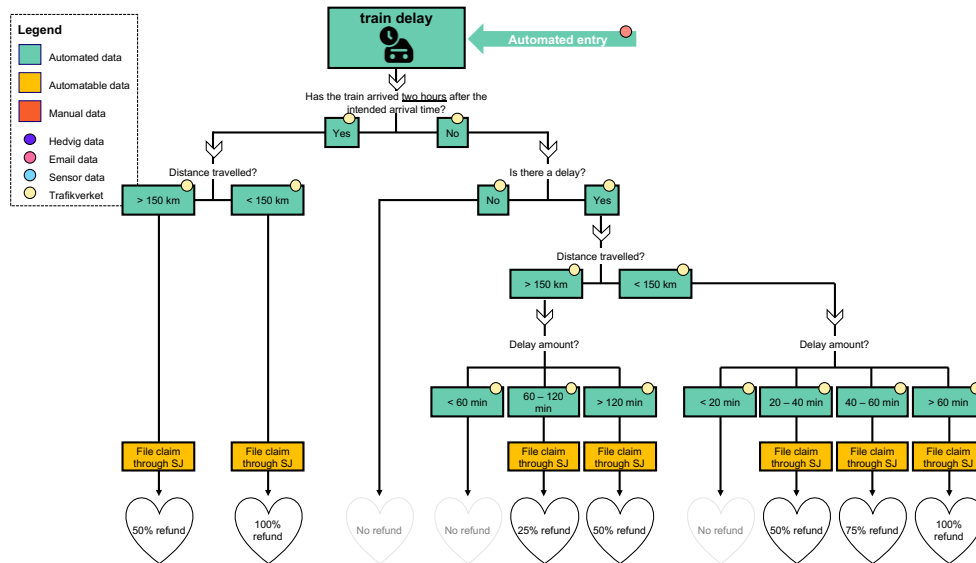 train delay
Automated entry
Legend
Automated data
Automatable data
Manual data
Hedvig data
Email data
Sensor data
Trafikverket
Has the train arrived two hours after the
intended arrival time?
Yes
No
Distance travelled?
> 150 km
< 150 km
Is there a delay?
No
Yes
Distance travelled?
> 150 km
< 150 km
Delay amount?
Delay amount?
< 60 min
60 – 120
min
> 120 min
< 20 min
20 – 40 min
40 – 60 min
> 60 min
File claim
through SJ
File claim
through SJ
File claim
through SJ
File claim
through SJ
File claim
through SJ
File claim
through SJ
File claim
through SJ
50% refund
100%
refund
No refund
No refund
25% refund
50% refund
No refund
50% refund
75% refund
100%
refund